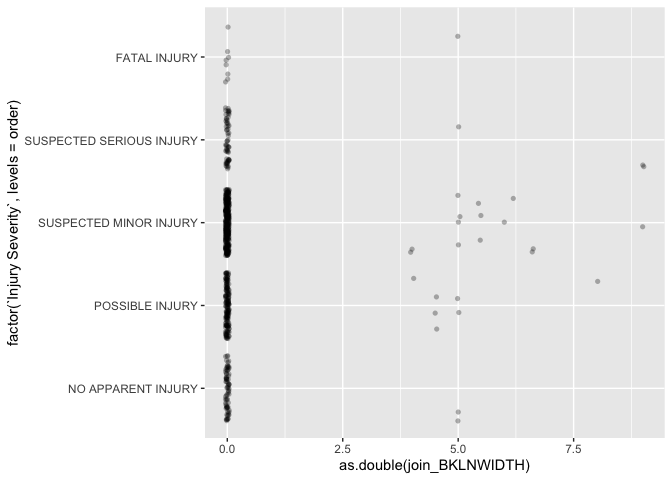 FATAL INJURY
SUSPECTED SERIOUS INJURY
SUSPECTED MINOR INJURY
POSSIBLE INJURY
NO APPARENT INJURY
factor(`Injury Severity`, levels = order)
0.0 2.5 5.0 7.5
as.double(join_BKLNWIDTH)